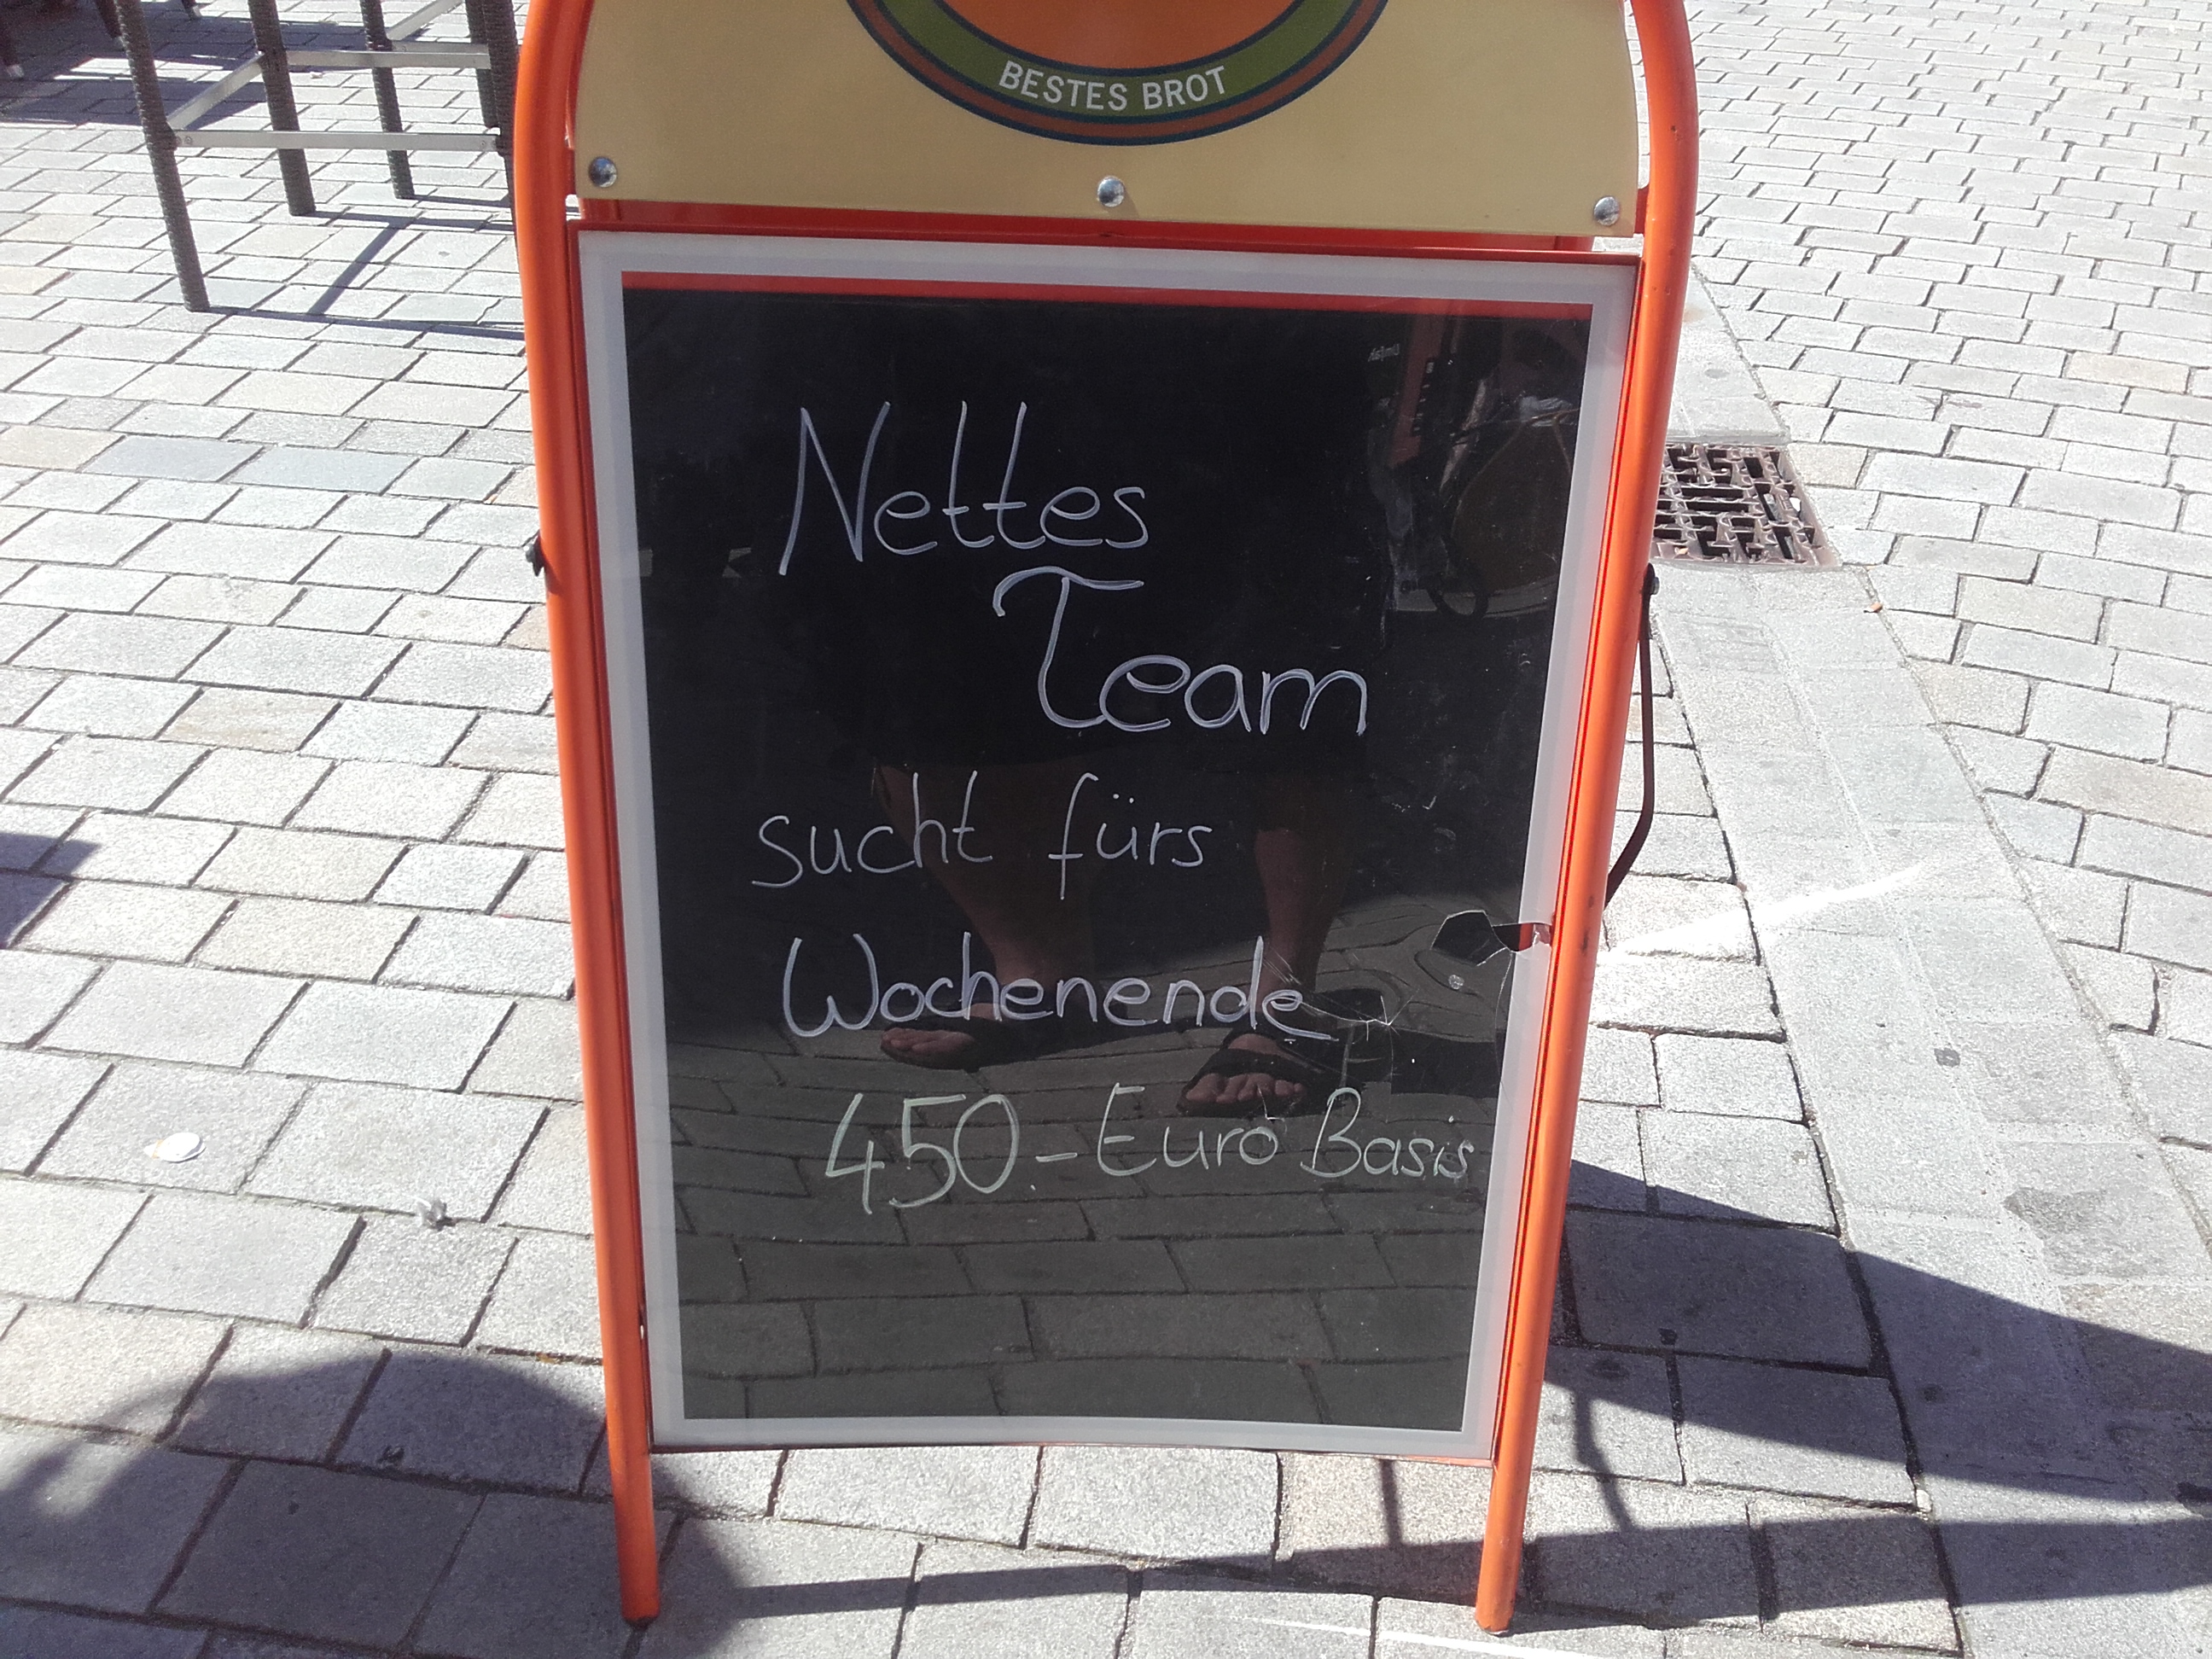 BESTES BROT
Nettes
Team
sucht fürs
Wochenende
450-Euro Basis